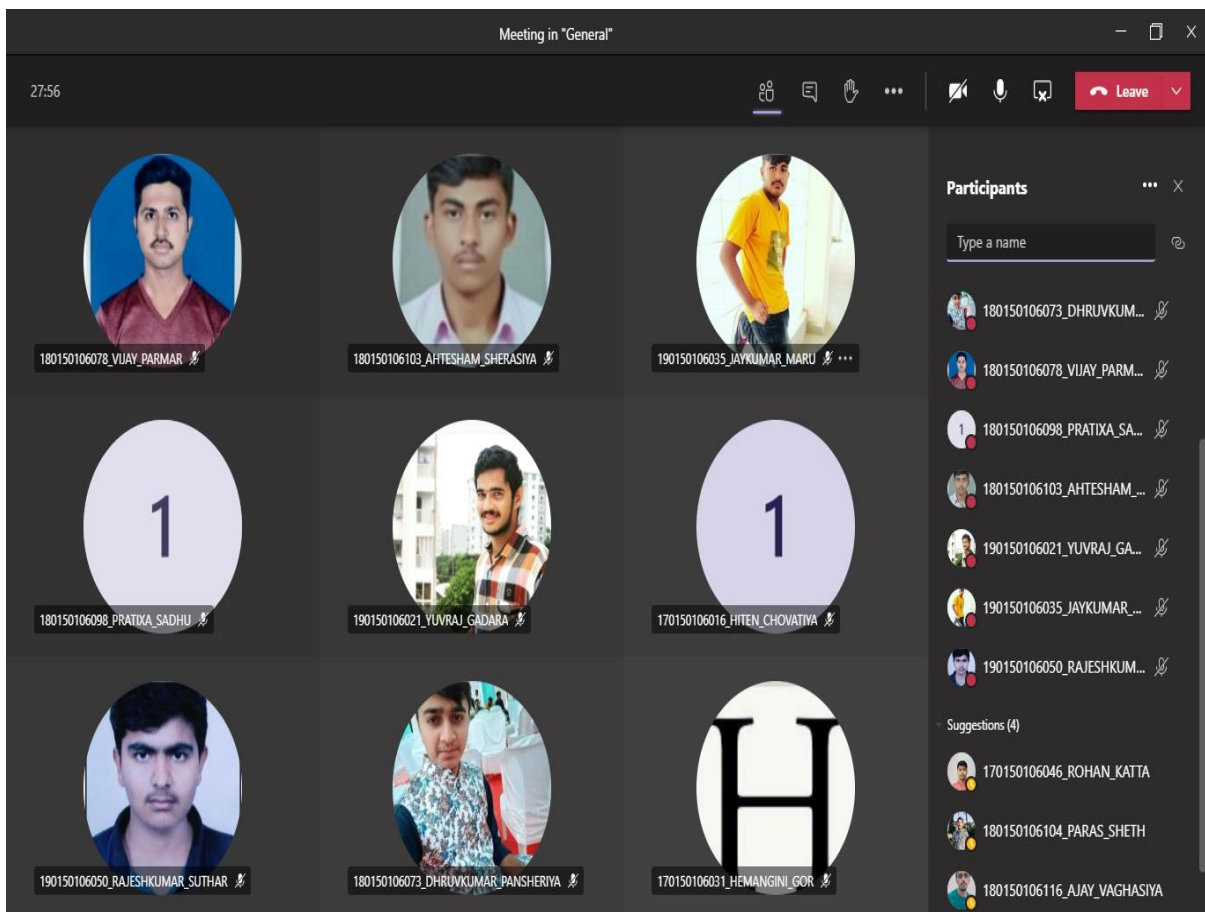 Meeting in "General"
27:56
Leave
180150106078_VIJAY_PARMAR
180150106103_AHTESHAM_SHERASIYA
190150106035_JAYKUMAR_MARU
1
180150106098_PRATIXA_SADHU
190150106021_YUVRAJ_GADARA
1
170150106016_HITEN_CHOVATIYA
190150106050_RAJESHKUMAR_SUTHAR
180150106073_DHRUVKUMAR_PANSHERIYA
H
170150106031_HEMANGINI_GOR
Participants
Type a name
180150106073_DHRUVKUM...
180150106078_VIJAY_PARM...
1
180150106098_PRATIXA_SA...
180150106103_AHTESHAM_...
190150106021_YUVRAJ_GA...
190150106035_JAYKUMAR_...
190150106050_RAJESHKUM...
Suggestions (4)
170150106046_ROHAN_KATTA
180150106104_PARAS_SHETH
180150106116_AJAY_VAGHASIYA